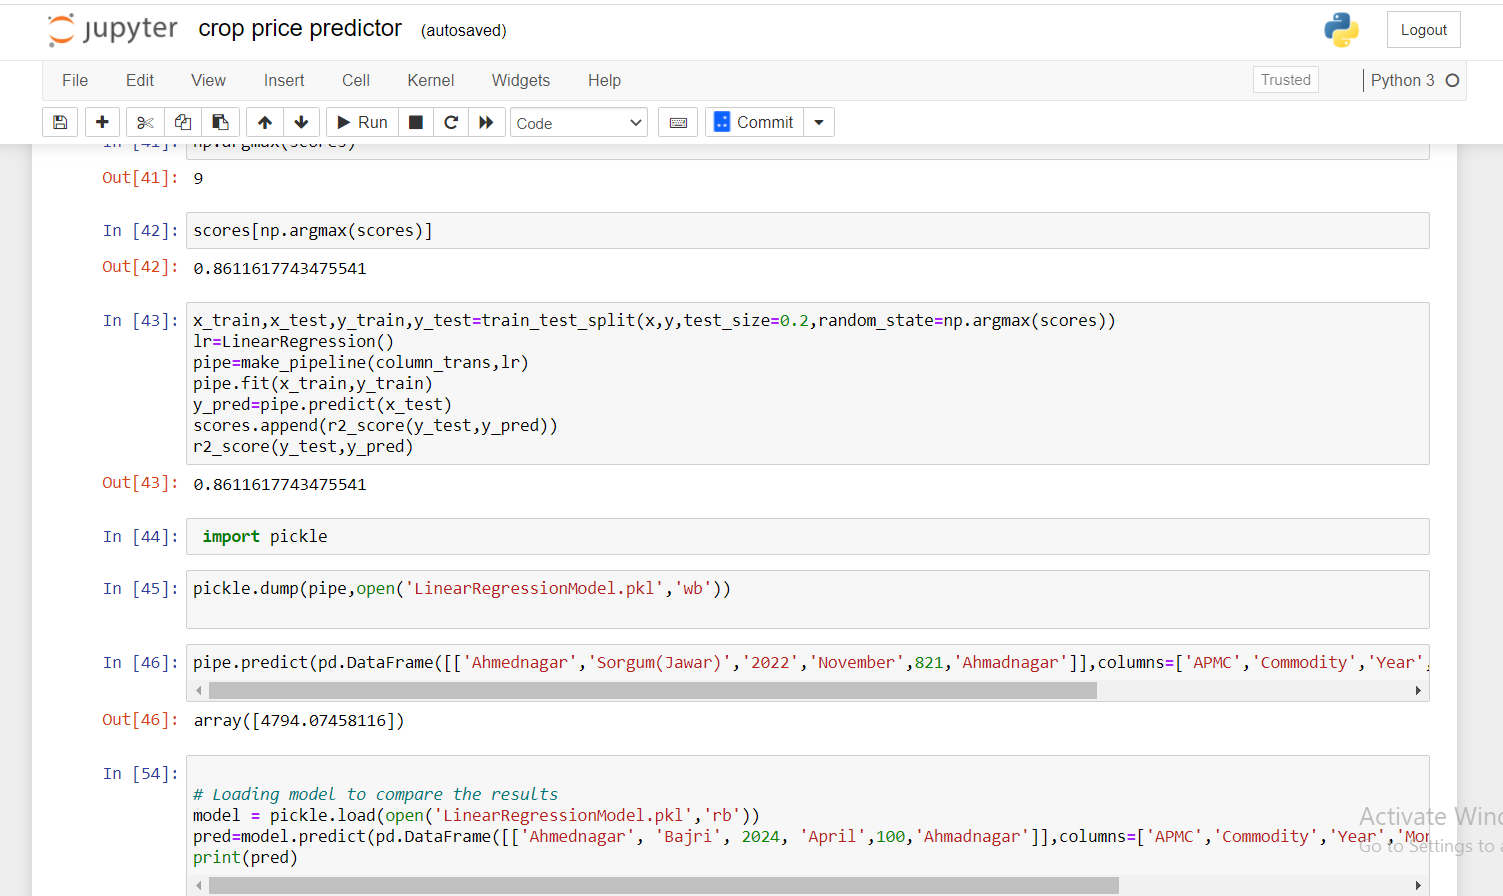 jupyter crop price predictor (autosaved)
Logout
File Edit View Insert Cell Kernel Widgets Help
Trusted Python 3
Run Code Commit
In [41]: np.argmax(scores)
Out[41]: 9
In [42]: scores[np.argmax(scores)]
Out[42]: 0.8611617743475541
In [43]: x_train,x_test,y_train,y_test=train_test_split(x,y,test_size=0.2,random_state=np.argmax(scores))
lr=LinearRegression()
pipe=make_pipeline(column_trans,lr)
pipe.fit(x_train,y_train)
y_pred=pipe.predict(x_test)
scores.append(r2_score(y_test,y_pred))
r2_score(y_test,y_pred)
Out[43]: 0.8611617743475541
In [44]: import pickle
In [45]: pickle.dump(pipe,open('LinearRegressionModel.pkl','wb'))
In [46]: pipe.predict(pd.DataFrame([['Ahmednagar','Sorgum(Jawar)','2022','November',821,'Ahmadnagar']],columns=['APMC','Commodity','Year',
Out[46]: array([4794.07458116])
In [54]:
# Loading model to compare the results
model = pickle.load(open('LinearRegressionModel.pkl','rb'))
pred=model.predict(pd.DataFrame([['Ahmednagar', 'Bajri', 2024, 'April',100,'Ahmadnagar']],columns=['APMC','Commodity','Year','Mon
print(pred)
Activate Wind
Go to Settings to a